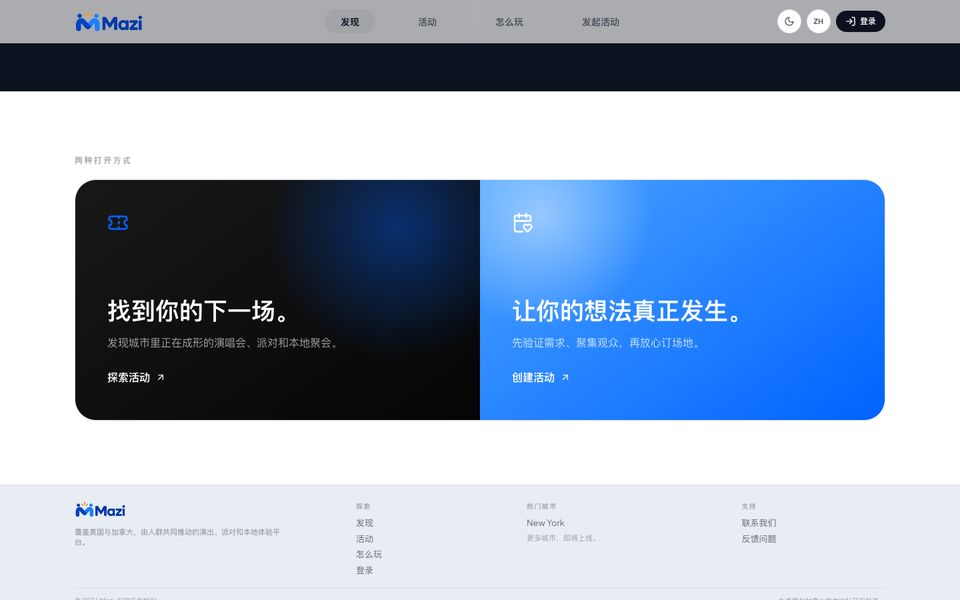 Mazi
发现
活动
怎么玩
发起活动
ZH
登录
两种打开方式
找到你的下一场。
发现城市里正在成形的演唱会、派对和本地聚会。
探索活动
让你的想法真正发生。
先验证需求、聚集观众，再放心订场地。
创建活动
Mazi
覆盖美国与加拿大，由人群共同推动的演出、派对和本地体验平
台。
探索
发现
活动
怎么玩
登录
热门城市
New York
更多城市，即将上线。
支持
联系我们
反馈问题